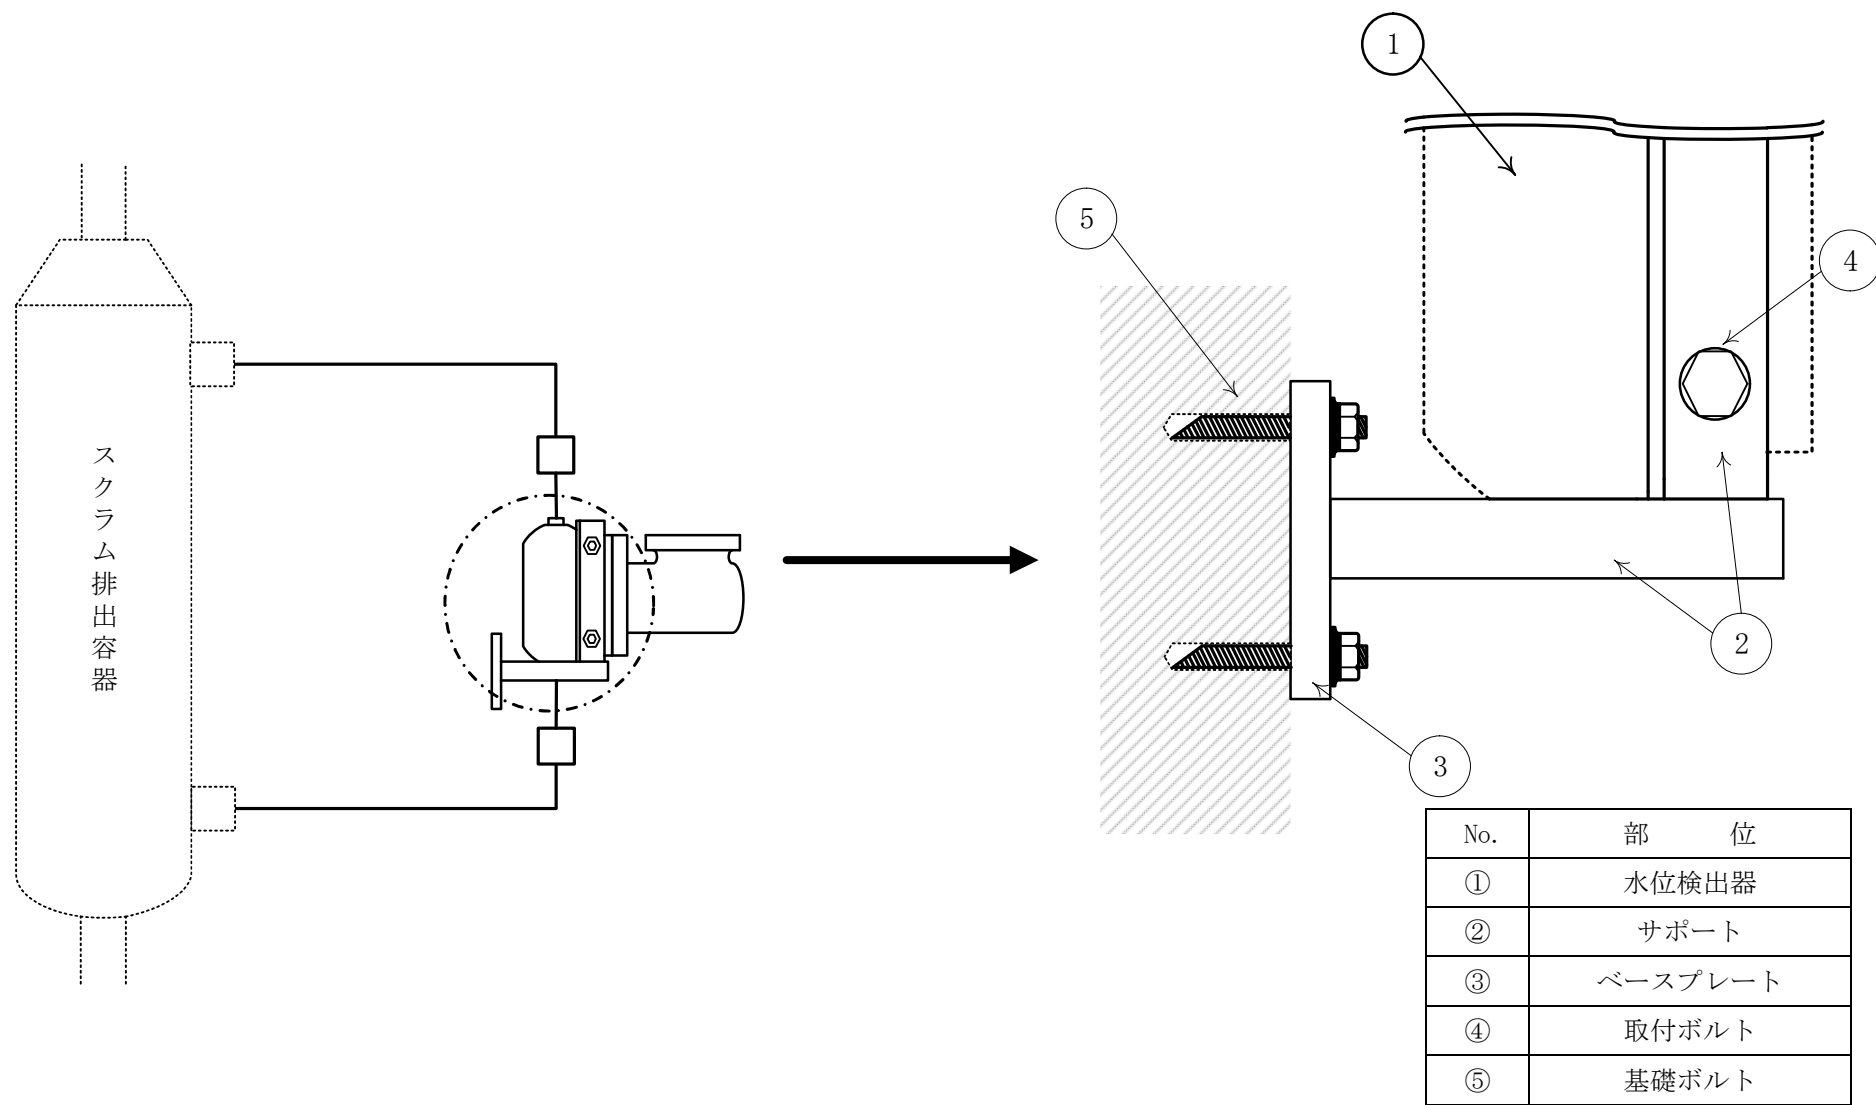 スクラム排出容器
1
5
4
2
3
No. 部 位
① 水位検出器
② サポート
③ ベースプレート
④ 取付ボルト
⑤ 基礎ボルト